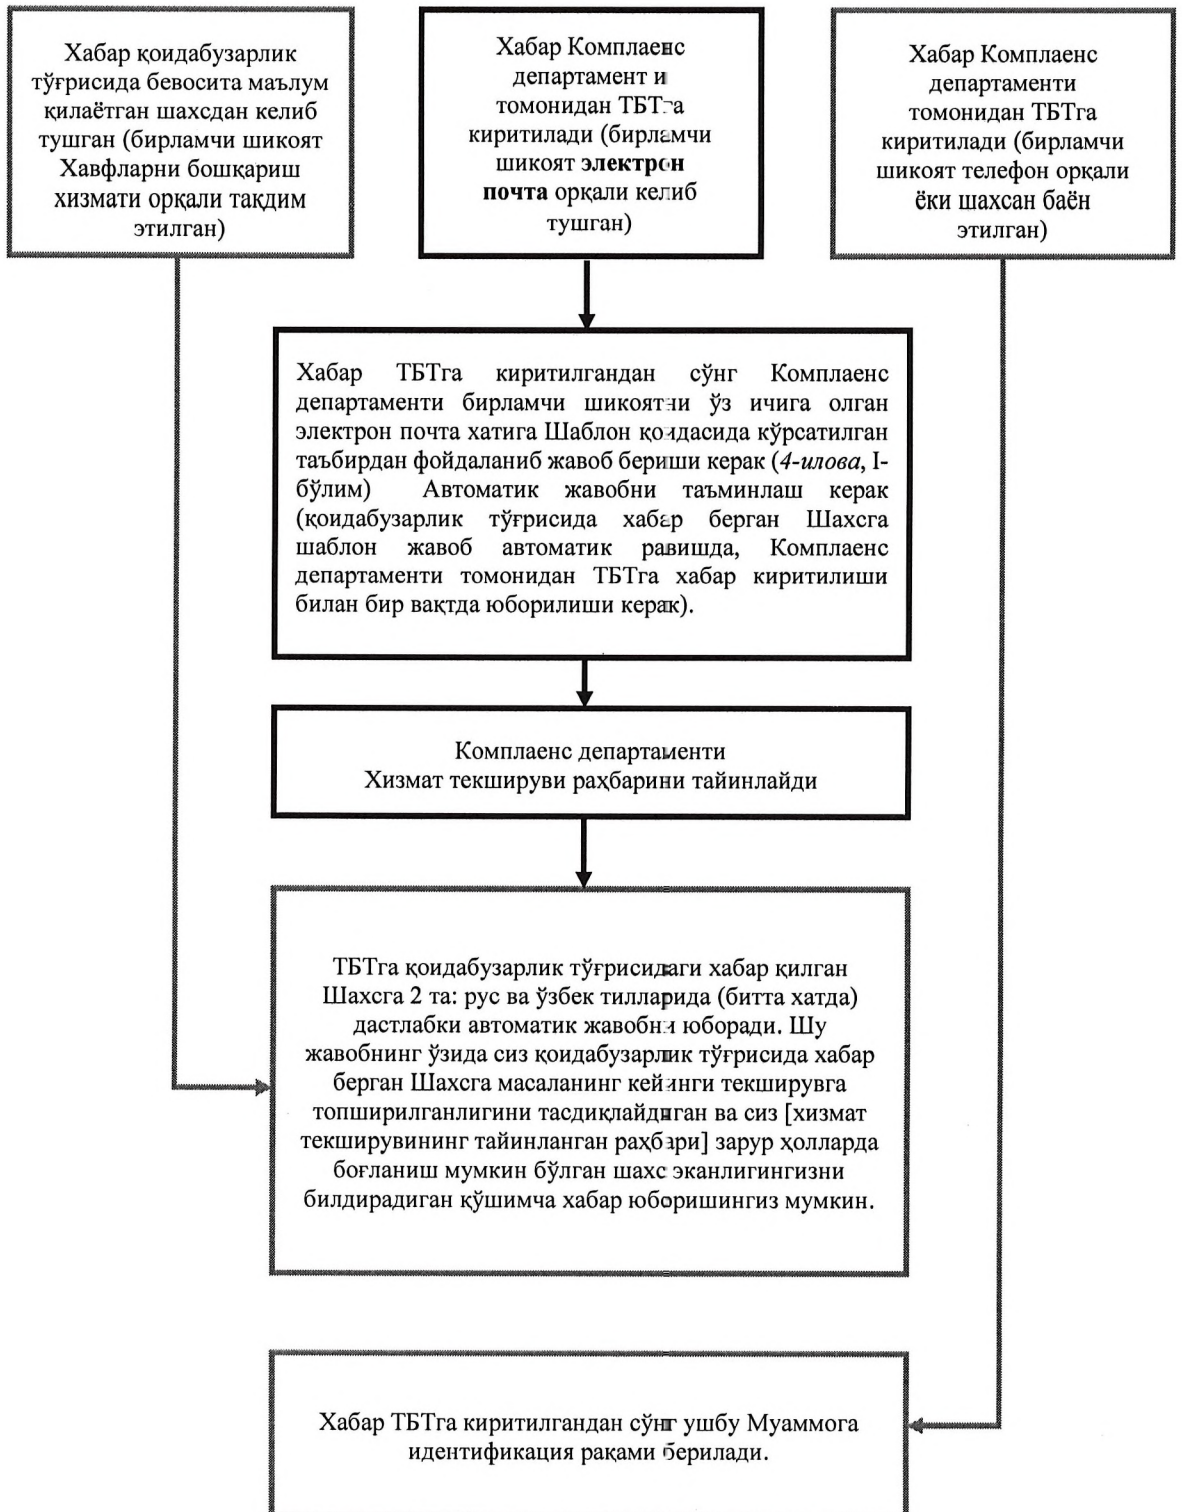 Хабар қоидабузарлик
тўғрисида бевосита маълум
қилаётган шахсдан келиб
тушган (бирламчи шикоят
Хавфларни бошқариш
хизмати орқали тақдим
этилган)
Хабар Комплаенс
департамент и
томонидан ТБТга
киритилади (бирламчи
шикоят электрон
почта орқали келиб
тушган)
Хабар Комплаенс
департаменти
томонидан ТБТга
киритилади (бирламчи
шикоят телефон орқали
ёки шахсан баён
этилган)
Хабар ТБТга киритилгандан сўнг Комплаенс
департаменти бирламчи шикоятни ўз ичига олган
электрон почта хатига Шаблон қоидасида кўрсатилган
таъбирдан фойдаланиб жавоб бериши керак (4-илова, I-
бўлим) Автоматик жавобни таъминлаш керак
(қоидабузарлик тўғрисида хабар берган Шахсга
шаблон жавоб автоматик равишда, Комплаенс
департаменти томонидан ТБТга хабар киритилиши
билан бир вақтда юборилиши керак).
Комплаенс департаменти
Хизмат текшируви раҳбарини тайинлайди
ТБТга қоидабузарлик тўғрисидаги хабар қилган
Шахсга 2 та: рус ва ўзбек тилларида (битта хатда)
дастлабки автоматик жавобни юборади. Шу
жавобнинг ўзида сиз қоидабузарлик тўғрисида хабар
берган Шахсга масаланинг кейинги текширувга
топширилганлигини тасдиқлайдиган ва сиз [хизмат
текширувининг тайинланган раҳбари] зарур ҳолларда
боғланиш мумкин бўлган шахс эканлигингизни
билдирадиган қўшимча хабар юборишингиз мумкин.
Хабар ТБТга киритилгандан сўнг ушбу Муаммога
идентификация рақами берилади.